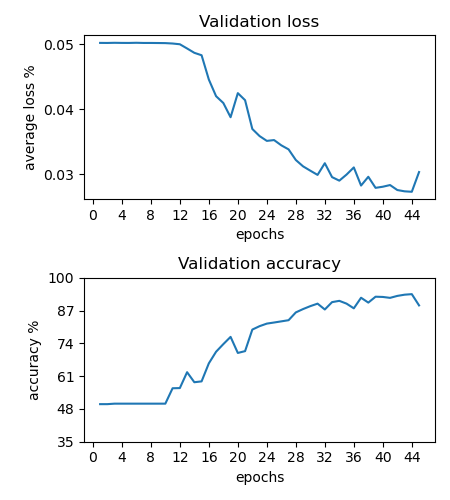 Validation loss
average loss %
0.05
0.04
0.03
0 4 8 12 16 20 24 28 32 36 40 44
epochs
Validation accuracy
accuracy %
100
87
74
61
48
35
0 4 8 12 16 20 24 28 32 36 40 44
epochs